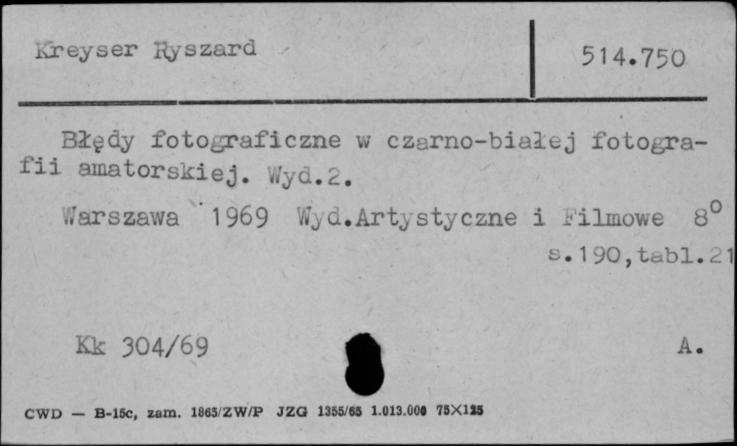 Kreyser Ryszard
514.750
Błędy fotograficzne w czarno-białej fotogra-
fii amatorskiej. Wyd.2.
Warszawa 1969 Wyd.Artystyczne i Filmowe 8°
s.190,tabl.21
Kk 304/69
A.
CWD — B-15c, zam. 1865/ZW/P JZG 1355/65 1.013.000 75X125